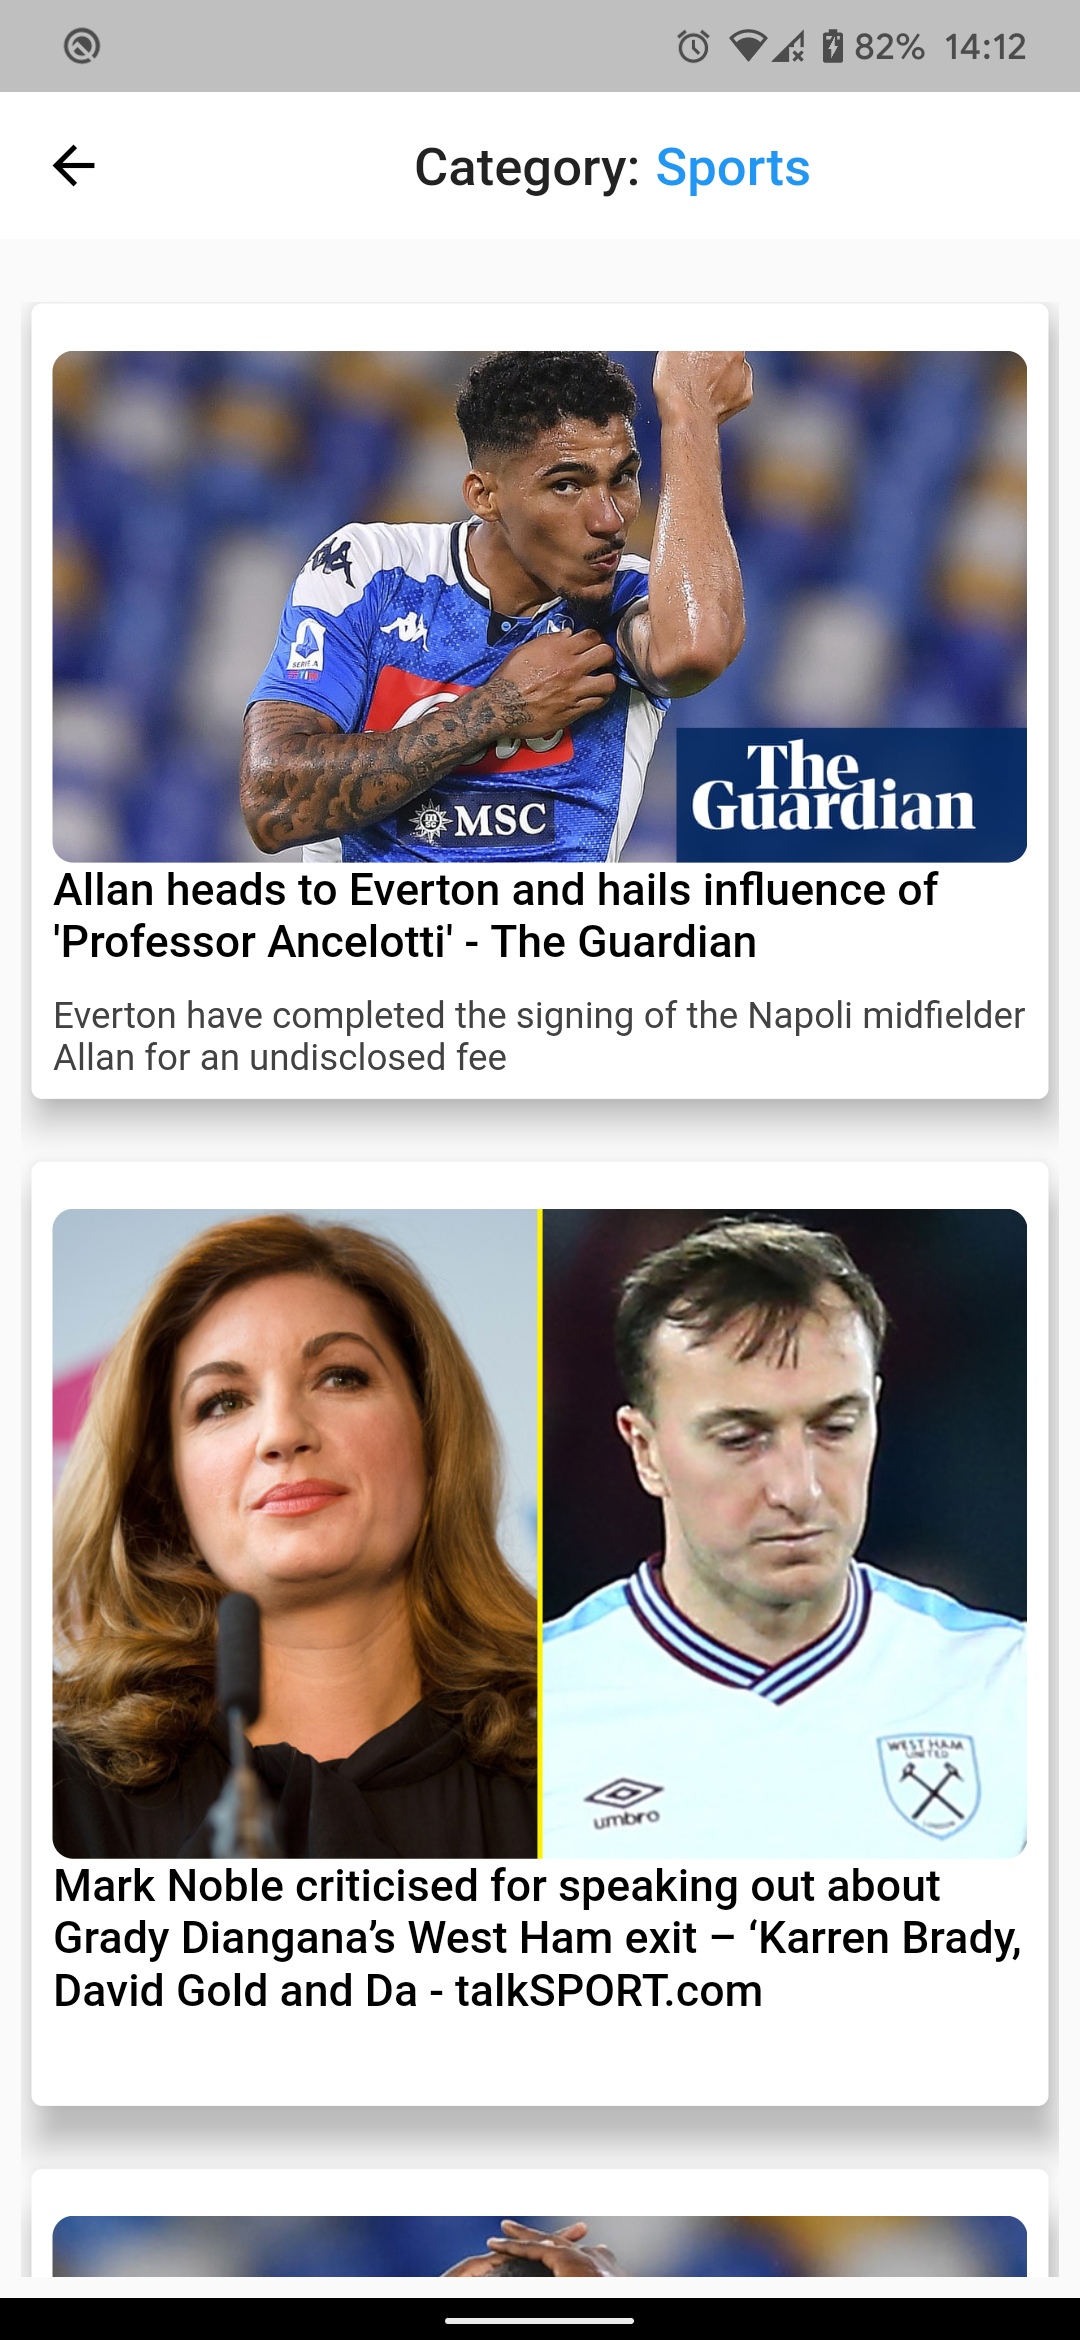 82% 14:12
Category: Sports
SERIE A
MSC
The
Guardian
Allan heads to Everton and hails influence of
'Professor Ancelotti' - The Guardian
Everton have completed the signing of the Napoli midfielder
Allan for an undisclosed fee
WEST HAM
UNITED
LONDON
umbro
Mark Noble criticised for speaking out about
Grady Diangana’s West Ham exit – ‘Karren Brady,
David Gold and Da - talkSPORT.com